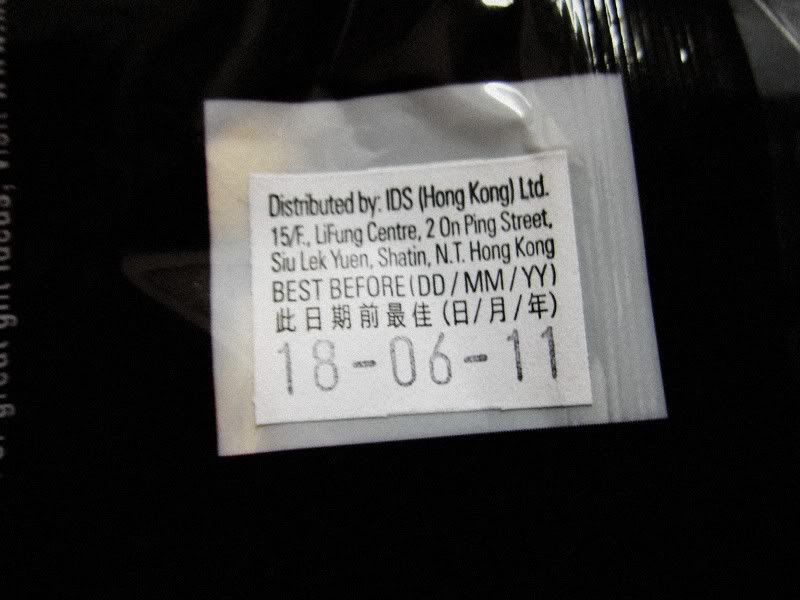 Distributed by: IDS (Hong Kong) Ltd.
15/F., LiFung Centre, 2 On Ping Street,
Siu Lek Yuen, Shatin, N.T. Hong Kong
BEST BEFORE (DD / MM / YY)
此日期前最佳 (日/月/年)
18-06-11